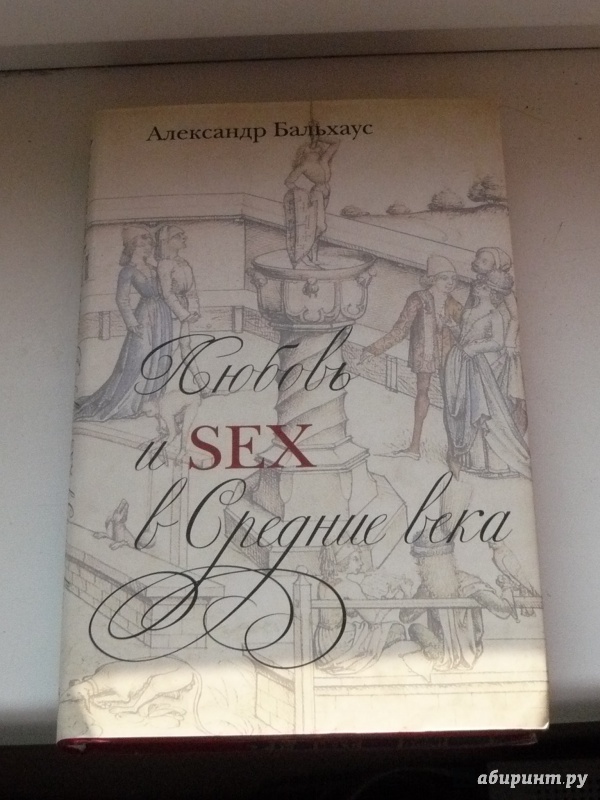 Александр Бальхаус
Любовь
и SEX
в Средние века
абиринт.ру